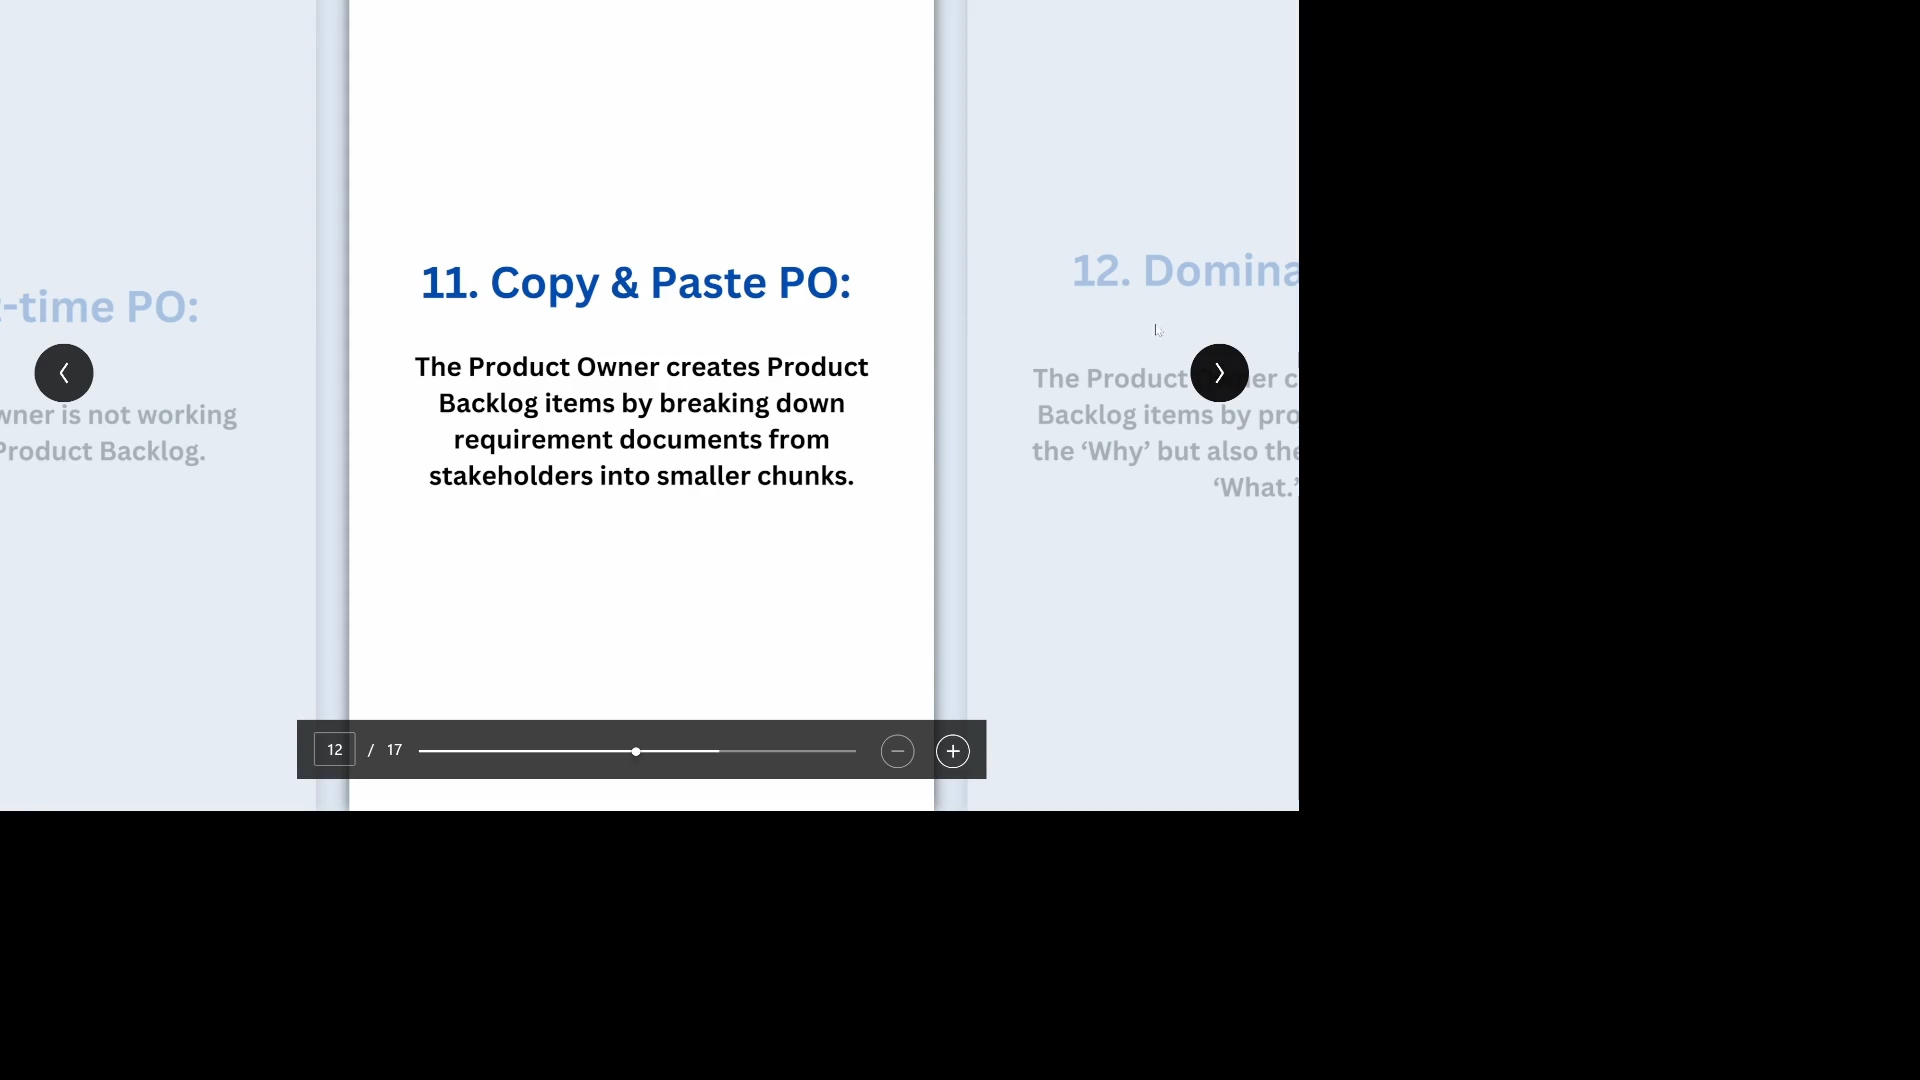 -time PO:
wner is not working
Product Backlog.
11. Copy & Paste PO:
The Product Owner creates Product
Backlog items by breaking down
requirement documents from
stakeholders into smaller chunks.
12. Domina
The Product
Backlog items by pro
the ‘Why’ but also the
‘What.’
12 / 17